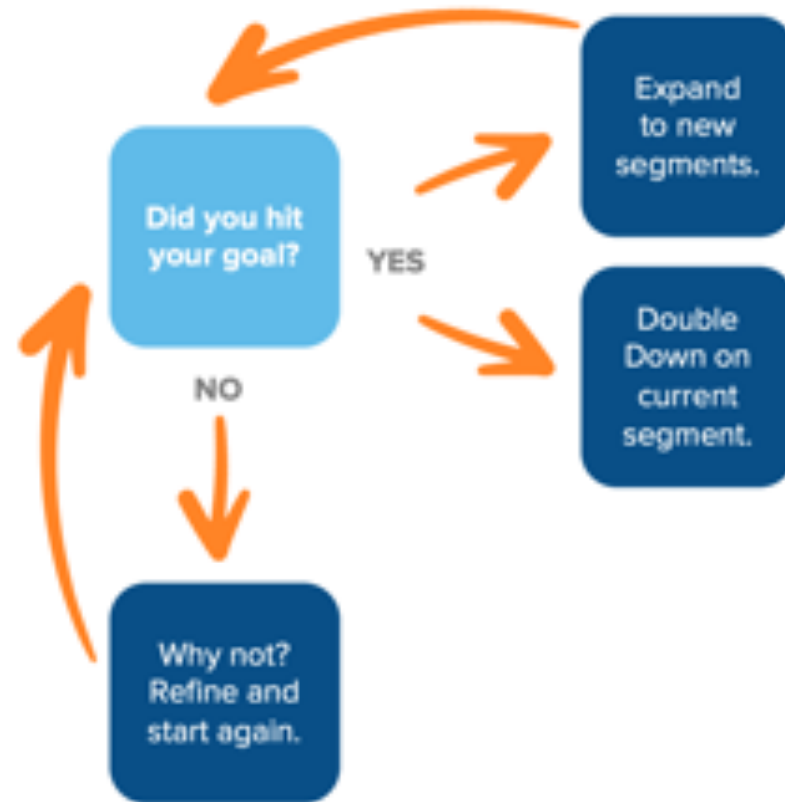 Expand
to new
segments.
Did you hit
your goal?
YES
Double
Down on
current
segment.
NO
Why not?
Refine and
start again.